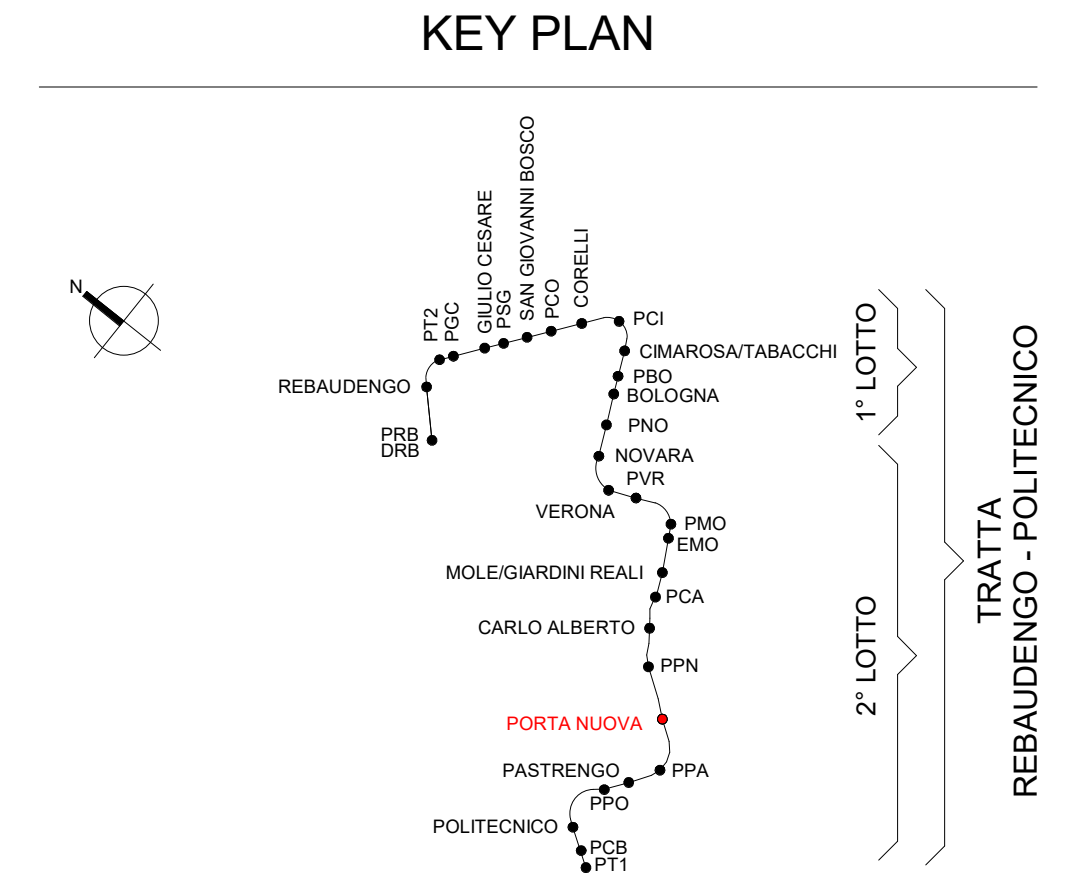 KEY PLAN
N
PT2
PGC
GIULIO CESARE
PSG
SAN GIOVANNI BOSCO
PCO
CORELLI
PCI
CIMAROSA/TABACCHI
REBAUDENGO
PBO
BOLOGNA
PNO
PRB
DRB
NOVARA
PVR
VERONA
PMO
EMO
MOLE/GIARDINI REALI
PCA
CARLO ALBERTO
PPN
PORTA NUOVA
PASTRENGO
PPA
PPO
POLITECNICO
PCB
PT1
1° LOTTO
2° LOTTO
TRATTA
REBAUDENGO - POLITECNICO